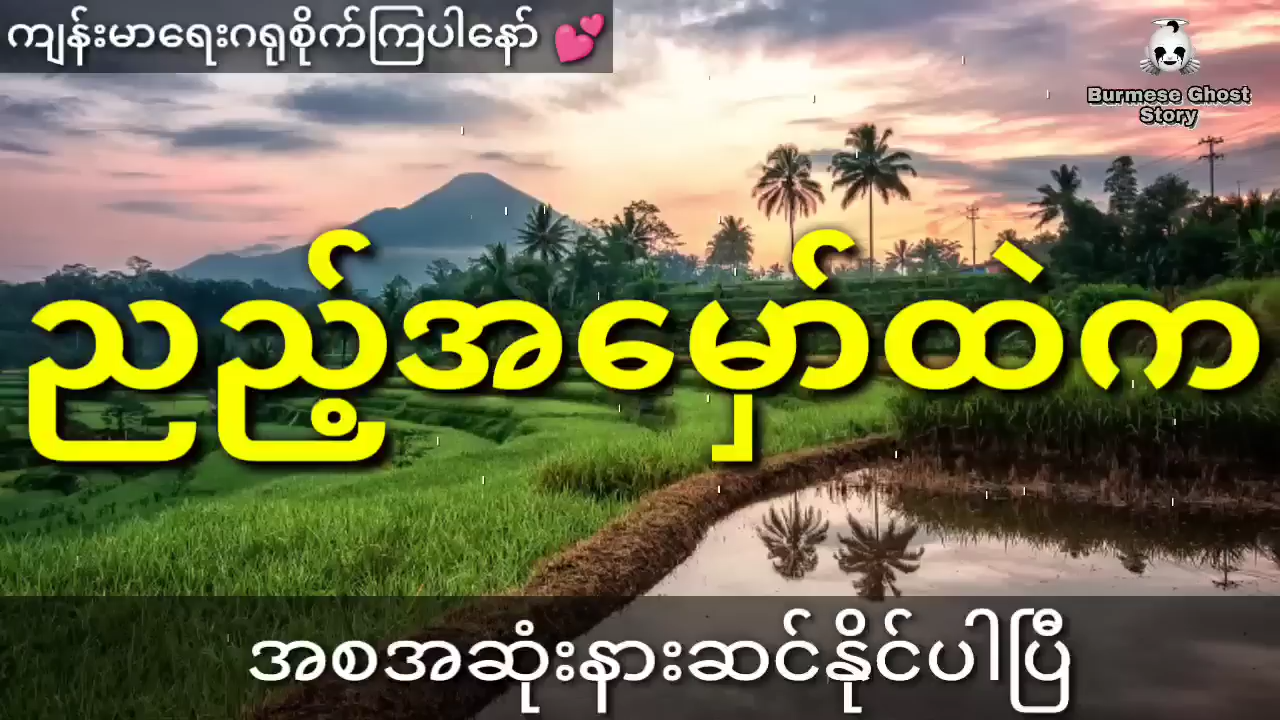 ကျန်းမာရေးဂရုစိုက်ကြပါနော် 💕
Burmese Ghost
Story
ညည့်အမှော်ထဲက
အစအဆုံးနားဆင်နိုင်ပါပြီ